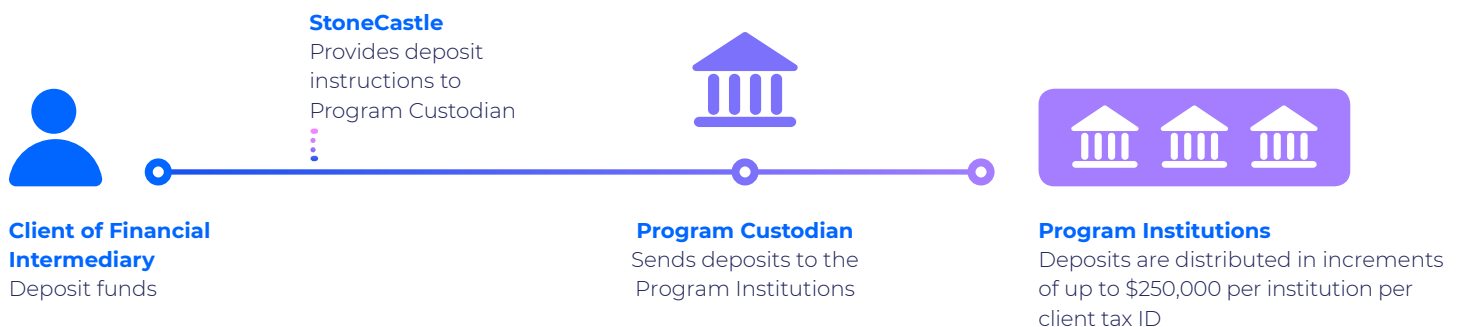 StoneCastle
Provides deposit
instructions to
Program Custodian
Client of Financial
Intermediary
Deposit funds
Program Custodian
Sends deposits to the
Program Institutions
Program Institutions
Deposits are distributed in increments
of up to $250,000 per institution per
client tax ID